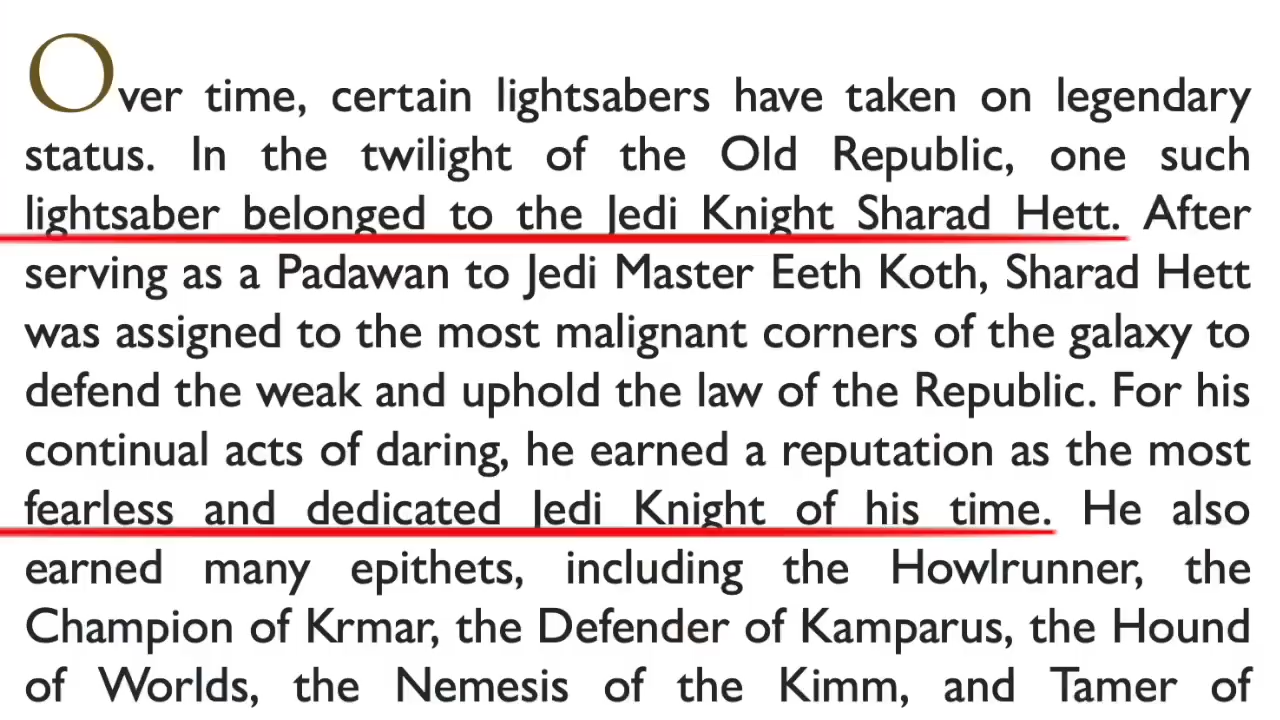 Over time, certain lightsabers have taken on legendary
status. In the twilight of the Old Republic, one such
lightsaber belonged to the Jedi Knight Sharad Hett. After
serving as a Padawan to Jedi Master Eeth Koth, Sharad Hett
was assigned to the most malignant corners of the galaxy to
defend the weak and uphold the law of the Republic. For his
continual acts of daring, he earned a reputation as the most
fearless and dedicated Jedi Knight of his time. He also
earned many epithets, including the Howlrunner, the
Champion of Krmar, the Defender of Kamparus, the Hound
of Worlds, the Nemesis of the Kimm, and Tamer of